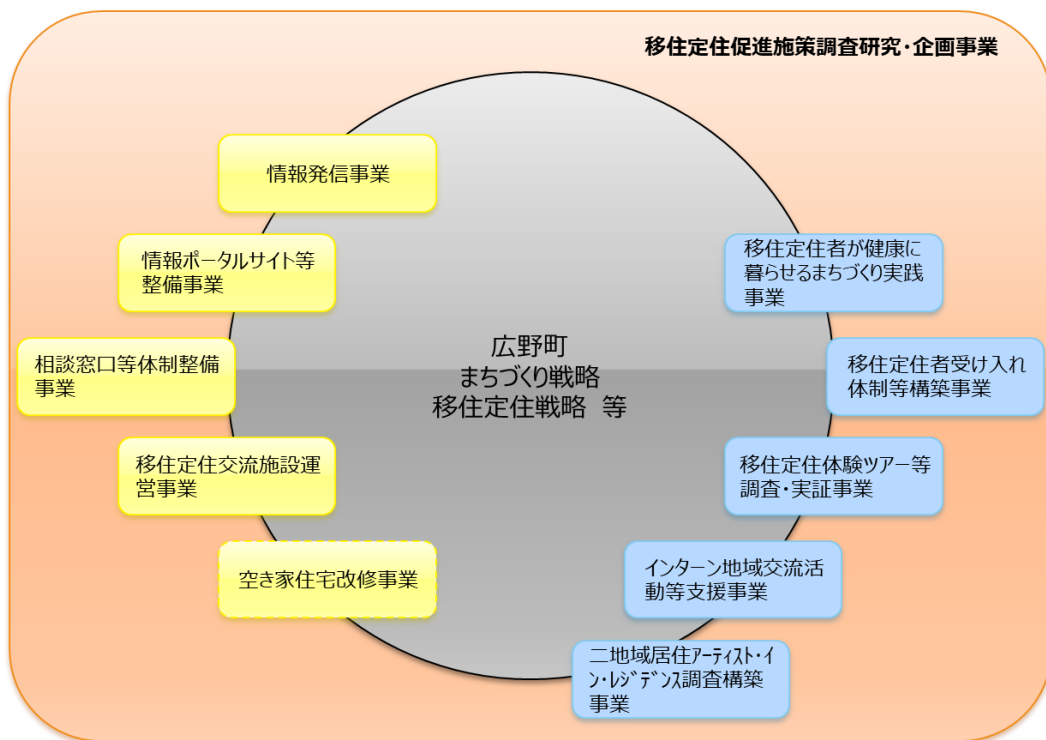 移住定住促進施策調査研究・企画事業
情報発信事業
情報ポータルサイト等
整備事業
相談窓口等体制整備
事業
移住定住交流施設運
営事業
空き家住宅改修事業
広野町
まちづくり戦略
移住定住戦略 等
移住定住者が健康に
暮らせるまちづくり実践
事業
移住定住者受け入れ
体制等構築事業
移住定住体験ツアー等
調査・実証事業
インターン地域交流活
動等支援事業
二地域居住ｱｰﾃｨｽﾄ・ｲ
ﾝ・ﾚｼﾞﾃﾞﾝｽ調査構築
事業